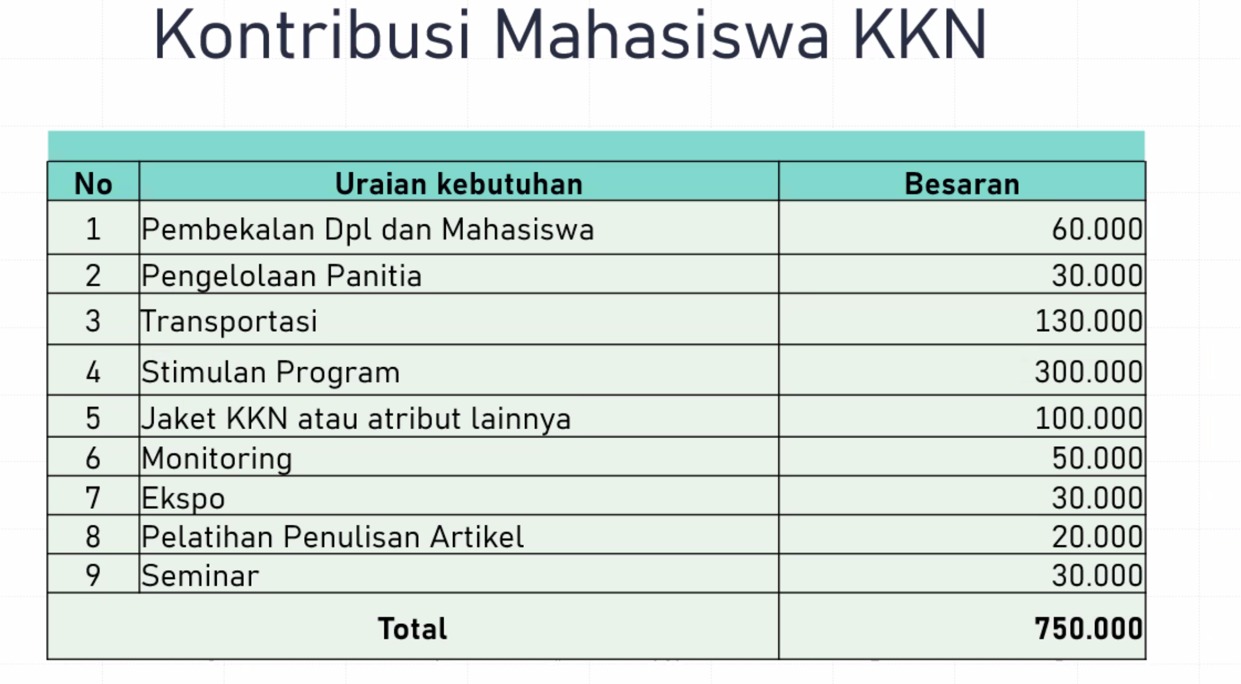 Kontribusi Mahasiswa KKN
No Uraian kebutuhan Besaran
1 Pembekalan Dpl dan Mahasiswa 60.000
2 Pengelolaan Panitia 30.000
3 Transportasi 130.000
4 Stimulan Program 300.000
5 Jaket KKN atau atribut lainnya 100.000
6 Monitoring 50.000
7 Ekspo 30.000
8 Pelatihan Penulisan Artikel 20.000
9 Seminar 30.000
Total 750.000